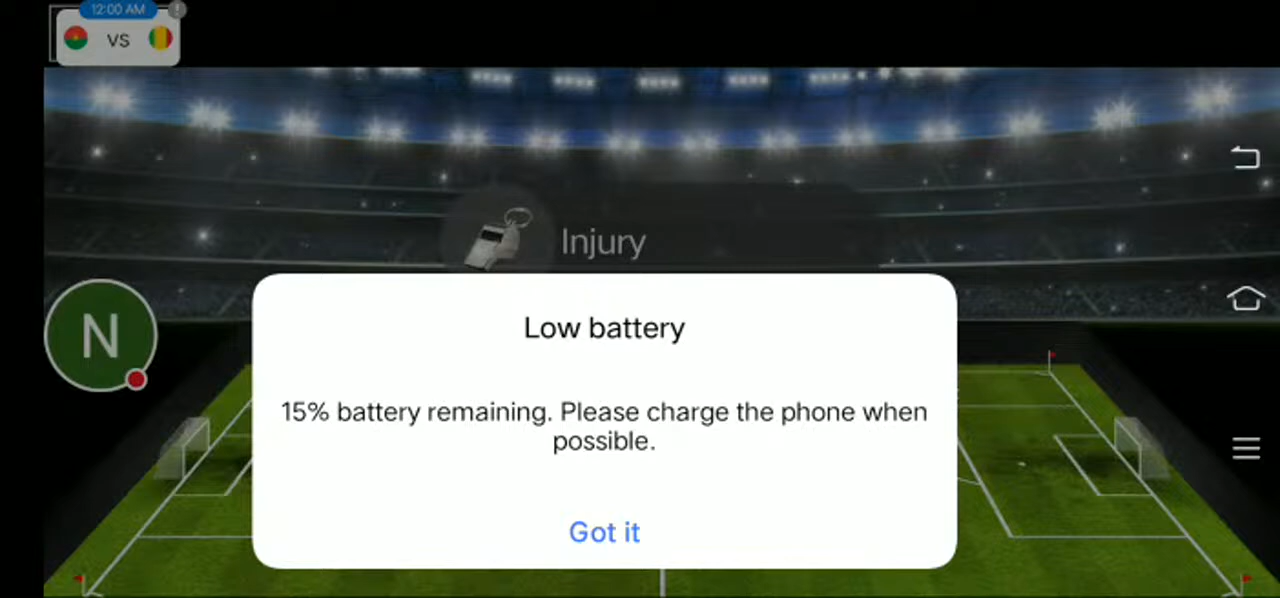 12:00 AM
!
VS
Injury
N
Low battery
15% battery remaining. Please charge the phone when
possible.
Got it